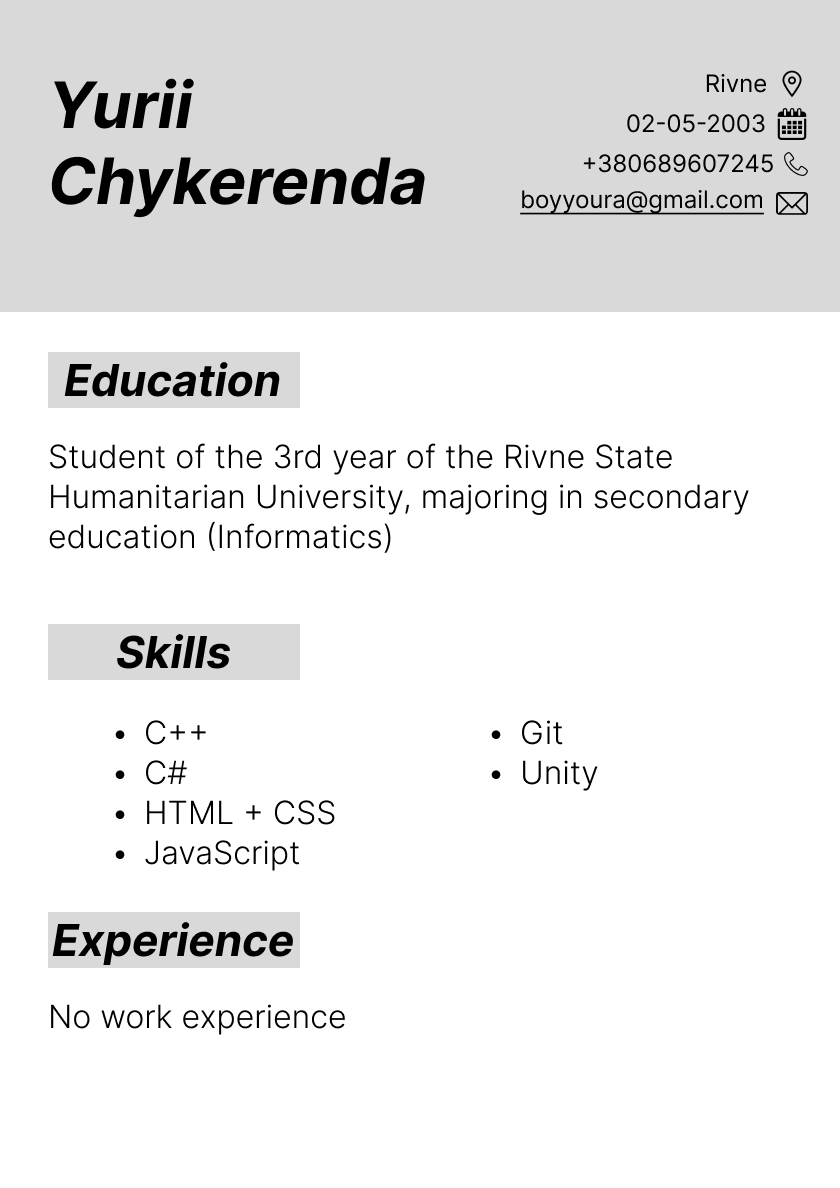 Yurii
Chykerenda
Rivne
02-05-2003
+380689607245
boyyoura@gmail.com
Education
Student of the 3rd year of the Rivne State
Humanitarian University, majoring in secondary
education (Informatics)
Skills
• C++
• C#
• HTML + CSS
• JavaScript
• Git
• Unity
Experience
No work experience